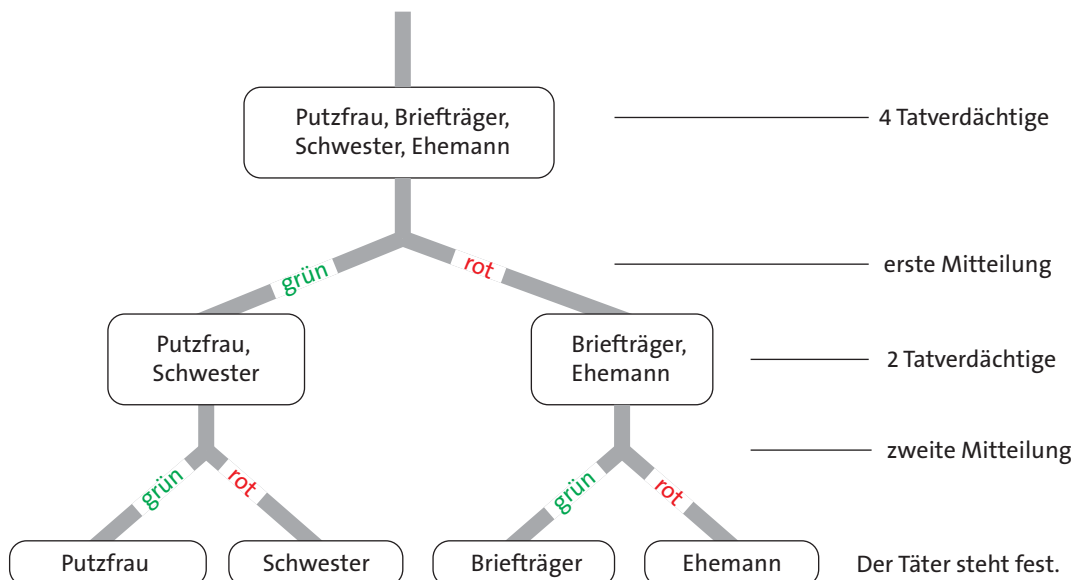 Putzfrau, Briefträger,
Schwester, Ehemann
4 Tatverdächtige
grün
rot
erste Mitteilung
Putzfrau,
Schwester
Briefträger,
Ehemann
2 Tatverdächtige
grün
rot
grün
rot
zweite Mitteilung
Putzfrau
Schwester
Briefträger
Ehemann
Der Täter steht fest.